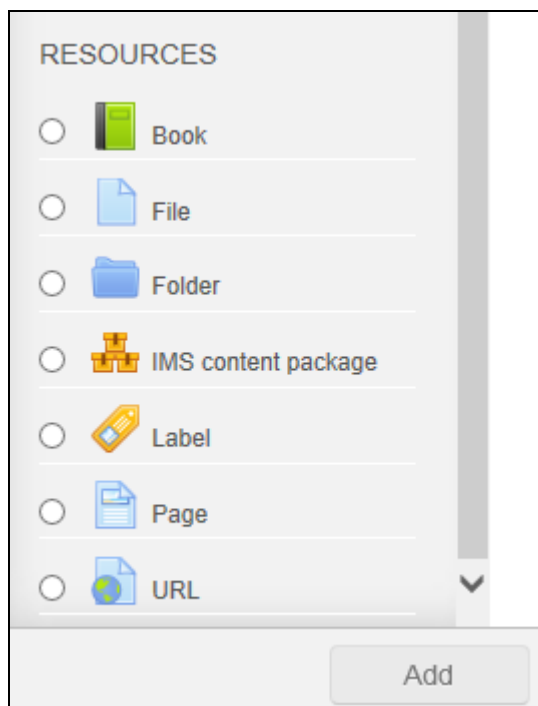 RESOURCES
Book
File
Folder
IMS content package
Label
Page
URL
Add